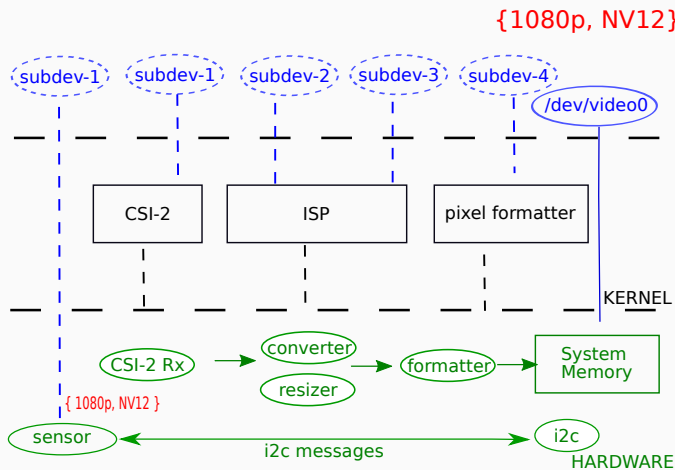 {1080p, NV12}
subdev-1
subdev-1
subdev-2
subdev-3
subdev-4
/dev/video0
CSI-2
ISP
pixel formatter
KERNEL
CSI-2 Rx
converter
resizer
formatter
System
Memory
{ 1080p, NV12 }
sensor
i2c messages
i2c
HARDWARE